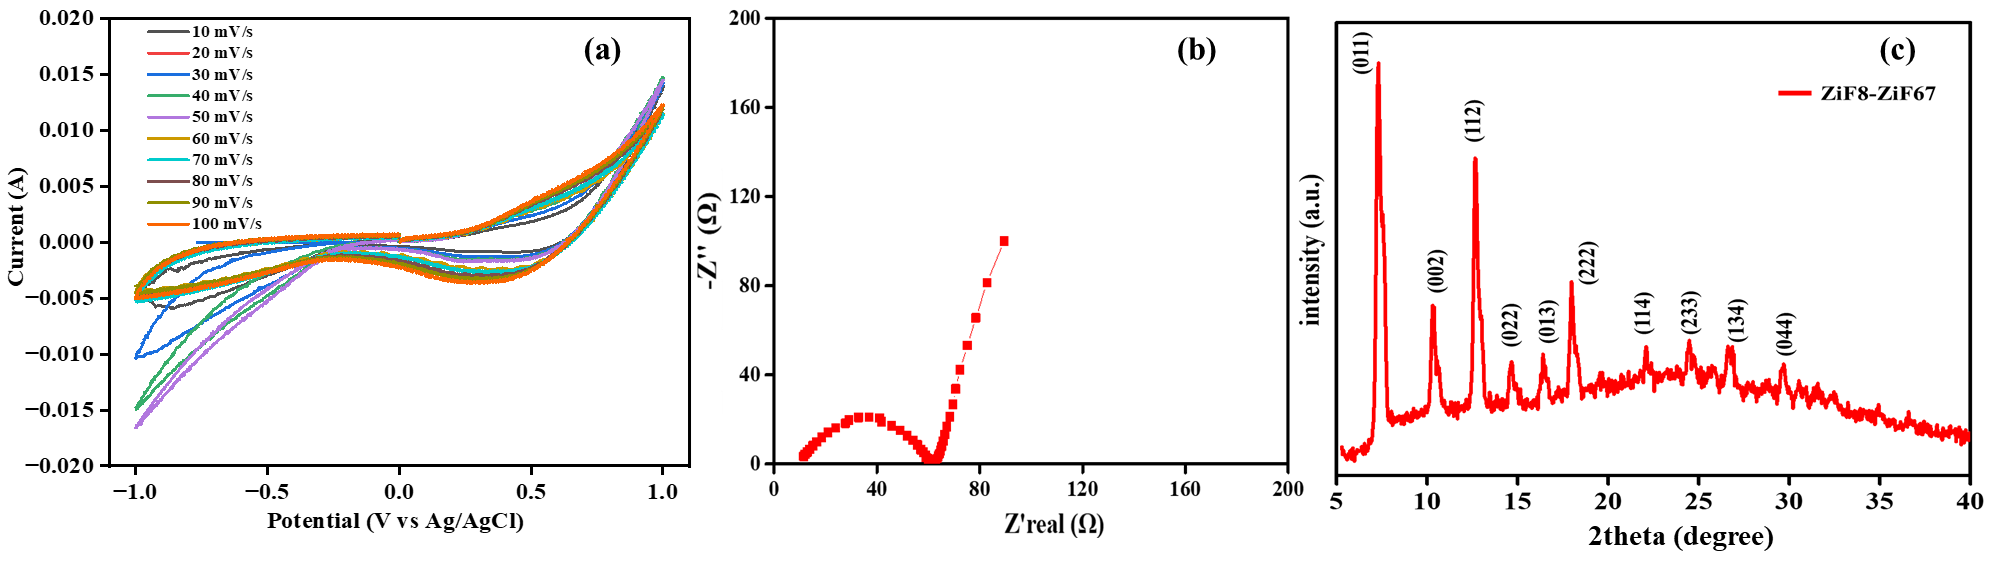 0.020
0.015
0.010
0.005
0.000
−0.005
−0.010
−0.015
−0.020
Current (A)
10 mV/s
20 mV/s
30 mV/s
40 mV/s
50 mV/s
60 mV/s
70 mV/s
80 mV/s
90 mV/s
100 mV/s
(a)
−1.0 −0.5 0.0 0.5 1.0
Potential (V vs Ag/AgCl)
200
160
120
80
40
0
-Z'' (Ω)
(b)
0 40 80 120 160 200
Z'real (Ω)
intensity (a.u.)
(011)
(002)
(112)
(022)
(013)
(222)
(114)
(233)
(134)
(044)
(c)
ZiF8-ZiF67
5 10 15 20 25 30 35 40
2theta (degree)